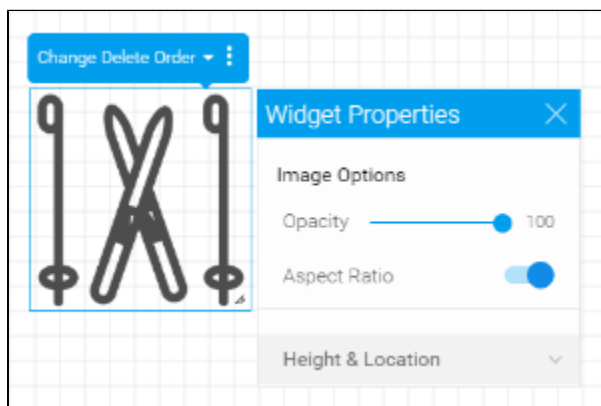 Change Delete Order
Widget Properties
Image Options
Opacity 100
Aspect Ratio
Height & Location